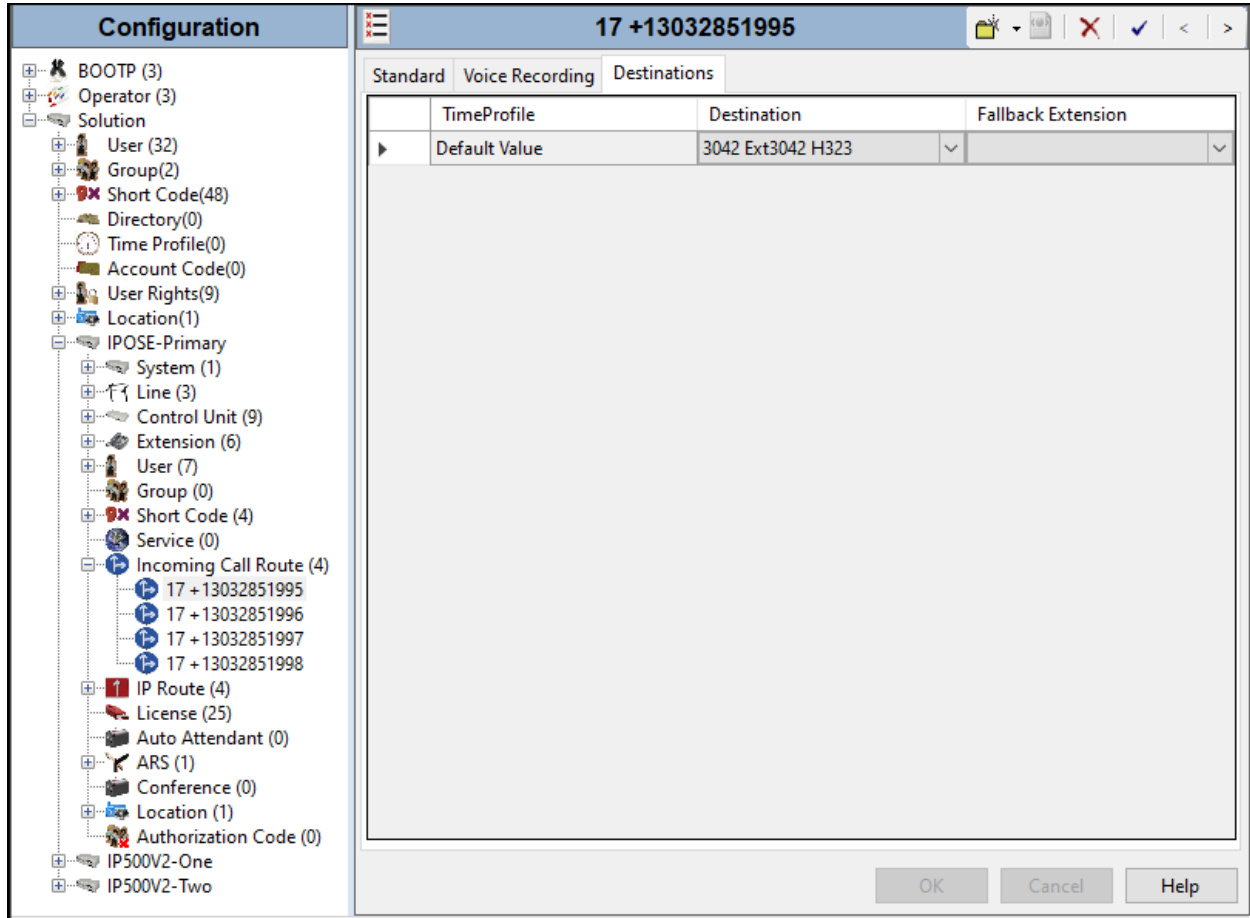 Configuration
BOOTP (3)
Operator (3)
Solution
User (32)
Group(2)
Short Code(48)
Directory(0)
Time Profile(0)
Account Code(0)
User Rights(9)
Location(1)
IPOSE-Primary
System (1)
Line (3)
Control Unit (9)
Extension (6)
User (7)
Group (0)
Short Code (4)
Service (0)
Incoming Call Route (4)
17 +13032851995
17 +13032851996
17 +13032851997
17 +13032851998
IP Route (4)
License (25)
Auto Attendant (0)
ARS (1)
Conference (0)
Location (1)
Authorization Code (0)
IP500V2-One
IP500V2-Two
17 +13032851995
Standard Voice Recording Destinations
TimeProfile Destination Fallback Extension
Default Value 3042 Ext3042 H323
OK Cancel Help